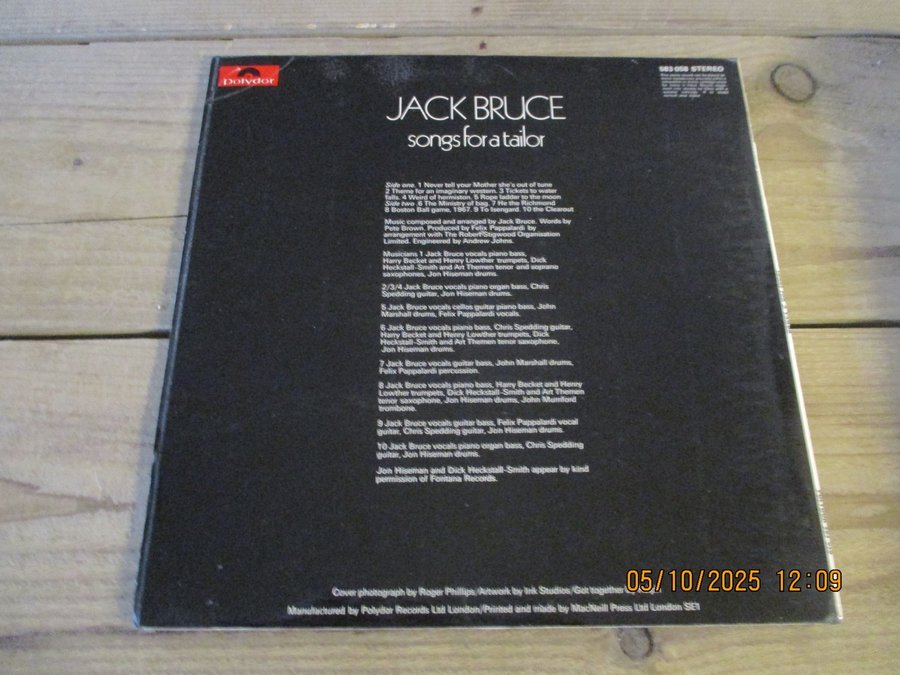 polydor
583 058 STEREO
JACK BRUCE
songs for a tailor
Side one. 1 Never tell your Mother she's out of tune
2 Theme for an imaginary western. 3 Tickets to water
falls. 4 Weird of hermiston. 5 Rope ladder to the moon
Side two. 6 The Ministry of bag. 7 He the Richmond
8 Boston Ball game, 1967. 9 To Isengard. 10 the Clearout
Music composed and arranged by Jack Bruce. Words by
Pete Brown. Produced by Felix Pappalardi by
arrangement with The Robert Stigwood Organisation
Limited. Engineered by Andrew Johns.
Musicians 1 Jack Bruce vocals piano bass,
Harry Becket and Henry Lowther trumpets, Dick
Heckstall-Smith and Art Themen tenor and soprano
saxophones, Jon Hiseman drums.
2/3/4 Jack Bruce vocals piano organ bass, Chris
Spedding guitar, Jon Hiseman drums.
5 Jack Bruce vocals cellos guitar piano bass, John
Marshall drums, Felix Pappalardi vocals.
6 Jack Bruce vocals piano bass, Chris Spedding guitar,
Harry Becket and Henry Lowther trumpets, Dick
Heckstall-Smith and Art Themen tenor saxophone,
Jon Hiseman drums.
7 Jack Bruce vocals guitar bass, John Marshall drums,
Felix Pappalardi percussion.
8 Jack Bruce vocals piano bass, Harry Becket and Henry
Lowther trumpets, Dick Heckstall-Smith and Art Themen
tenor saxophone, Jon Hiseman drums, John Mumford
trombone.
9 Jack Bruce vocals guitar bass, Felix Pappalardi vocal
guitar, Chris Spedding guitar, Jon Hiseman drums.
10 Jack Bruce vocals piano organ bass, Chris Spedding
guitar, Jon Hiseman drums.
Jon Hiseman and Dick Heckstall-Smith appear by kind
permission of Fontana Records.
Cover photograph by Roger Phillips/Artwork by Ink Studios/Got together
Manufactured by Polydor Records Ltd London/Printed and made by MacNeill Press Ltd London SE1
05/10/2025 12:09